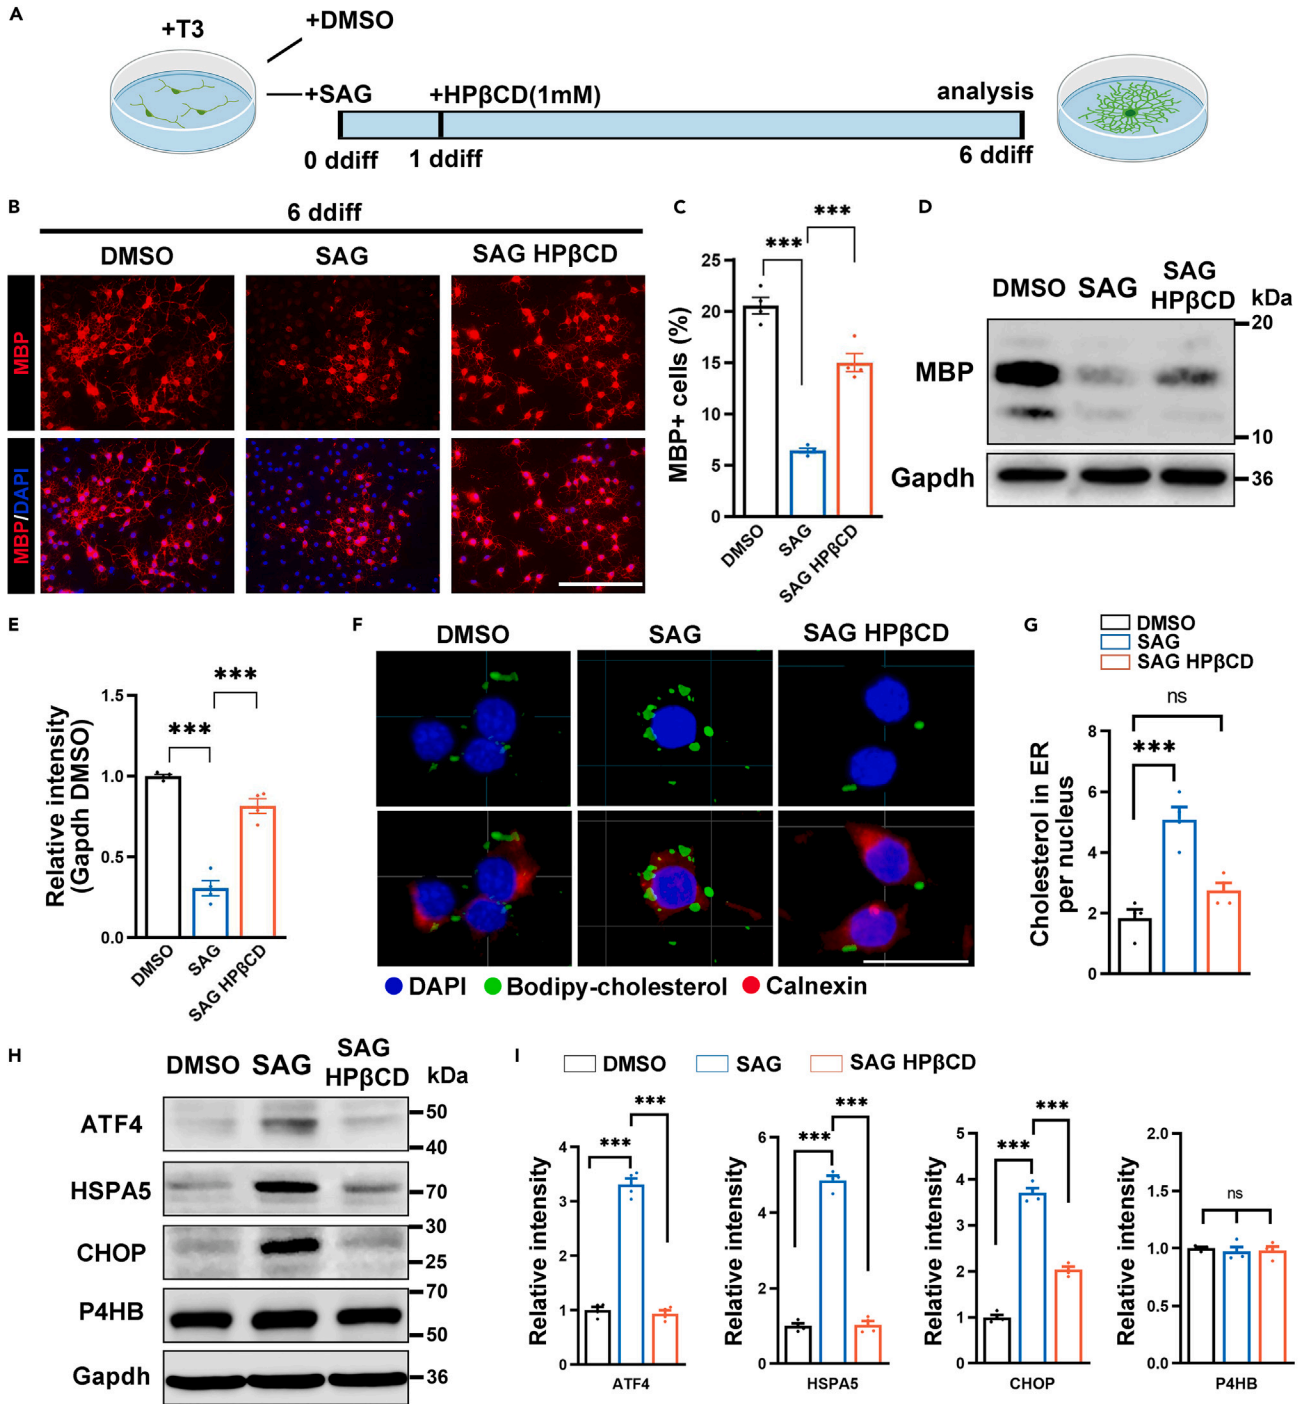 A
+T3
+DMSO
+SAG
+HPβCD(1mM)
analysis
0 ddiff
1 ddiff
6 ddiff
B
6 ddiff
DMSO
SAG
SAG HPβCD
MBP
MBP/DAPI
C
***
***
MBP+ cells (%)
25
20
15
10
5
0
DMSO
SAG
SAG HPβCD
D
DMSO
SAG
SAG
HPβCD
kDa
20
MBP
10
Gapdh
36
E
***
***
Relative intensity
(Gapdh DMSO)
1.5
1.0
0.5
0.0
DMSO
SAG
SAG HPβCD
F
DMSO
SAG
SAG HPβCD
DAPI
Bodipy-cholesterol
Calnexin
G
DMSO
SAG
SAG HPβCD
ns
***
Cholesterol in ER
per nucleus
8
6
4
2
0
H
DMSO
SAG
SAG
HPβCD
kDa
ATF4
50
40
HSPA5
70
CHOP
30
25
P4HB
70
50
Gapdh
36
I
DMSO
SAG
SAG HPβCD
***
***
Relative intensity
4
3
2
1
0
ATF4
***
***
Relative intensity
6
4
2
0
HSPA5
***
***
Relative intensity
5
4
3
2
1
0
CHOP
ns
Relative intensity
2.0
1.5
1.0
0.5
0.0
P4HB